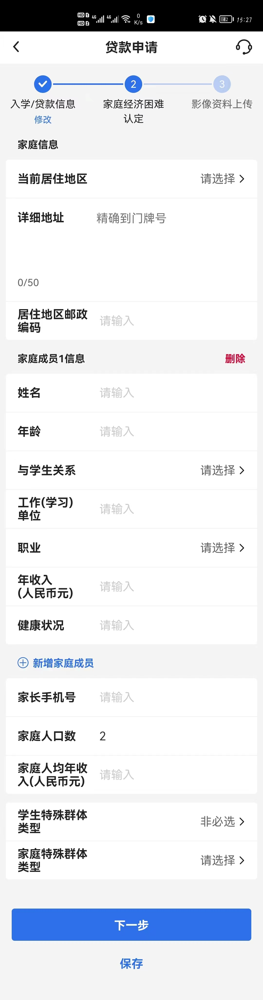 HD 1 4G 4G 0 42 15:27
HD 2 K/s
贷款申请
2 3
入学/贷款信息 家庭经济困难 影像资料上传
修改 认定
家庭信息
当前居住地区 请选择
详细地址 精确到门牌号
0/50
居住地区邮政
编码 请输入
家庭成员1信息 删除
姓名 请输入
年龄 请输入
与学生关系 请选择
工作(学习)
单位 请输入
职业 请选择
年收入
(人民币元) 请输入
健康状况 请输入
新增家庭成员
家长手机号 请输入
家庭人口数 2
家庭人均年收
入(人民币元) 请输入
学生特殊群体
类型 非必选
家庭特殊群体
类型 请选择
下一步
保存